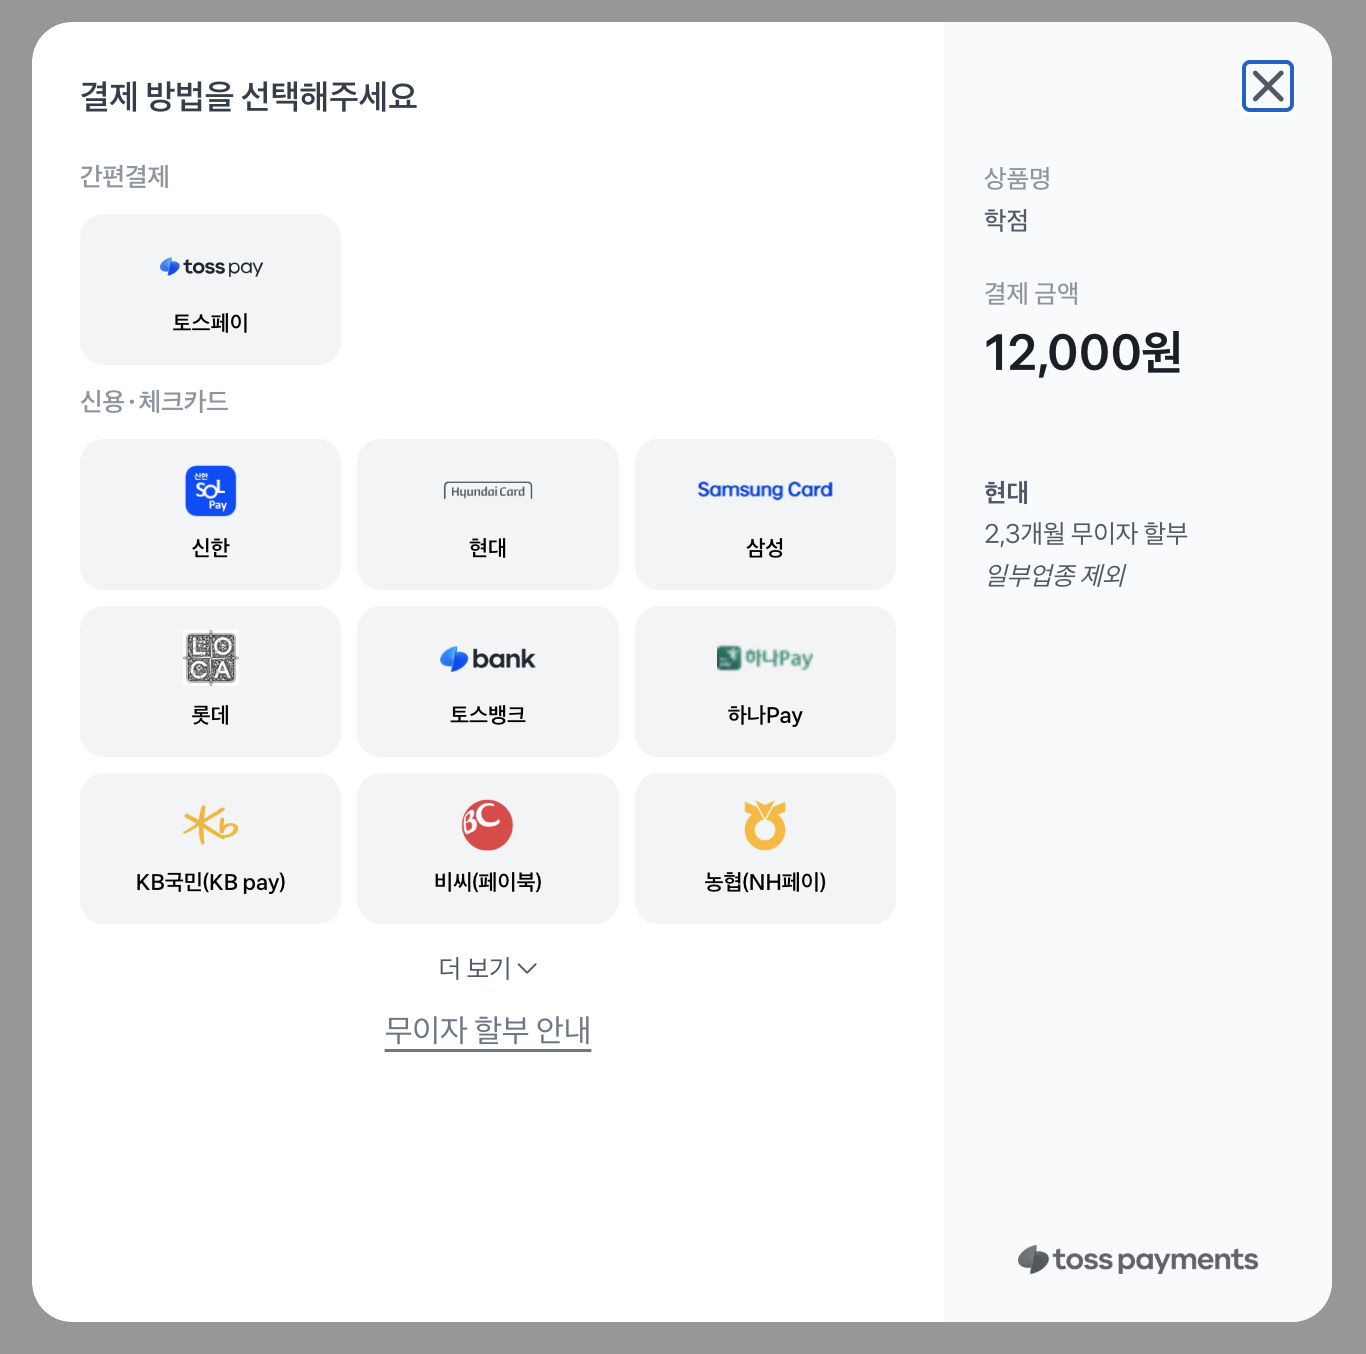 결제 방법을 선택해주세요
간편결제
toss pay
토스페이
신용·체크카드
신한 SOL Pay
신한
Hyundai Card
현대
Samsung Card
삼성
LOCA
롯데
bank
토스뱅크
하나Pay
하나Pay
Kb
KB국민(KB pay)
BC
비씨(페이북)
농협(NH페이)
더 보기
무이자 할부 안내
상품명
학점
결제 금액
12,000원
현대
2,3개월 무이자 할부
일부업종 제외
toss payments